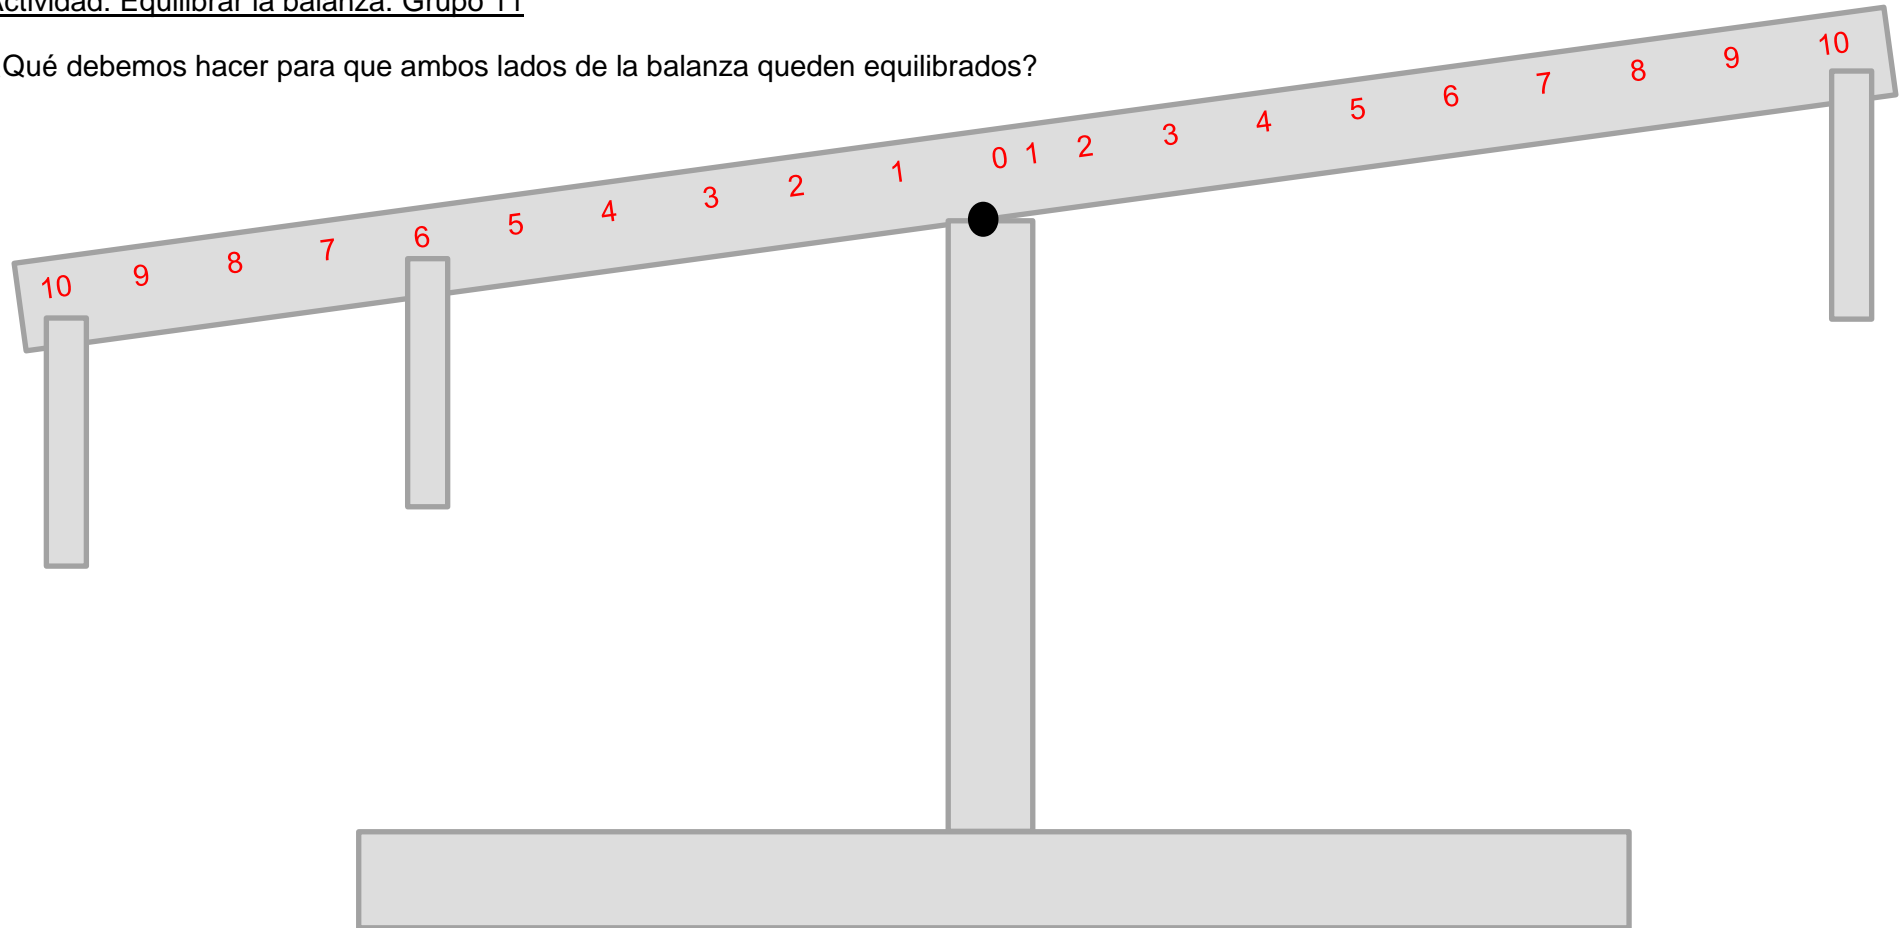 Actividad: Equilibrar la balanza. Grupo 11
Qué debemos hacer para que ambos lados de la balanza queden equilibrados?
10 9 8 7 6 5 4 3 2 1 0 1 2 3 4 5 6 7 8 9 10